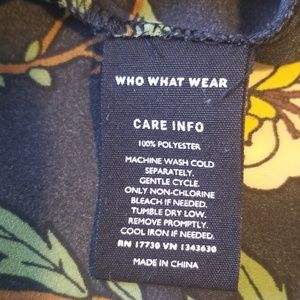 WHO WHAT WEAR
CARE INFO
100% POLYESTER
MACHINE WASH COLD
SEPARATELY.
GENTLE CYCLE.
ONLY NON-CHLORINE
BLEACH IF NEEDED.
TUMBLE DRY LOW.
REMOVE PROMPTLY.
COOL IRON IF NEEDED.
RN 17730 VN 1343630
MADE IN CHINA